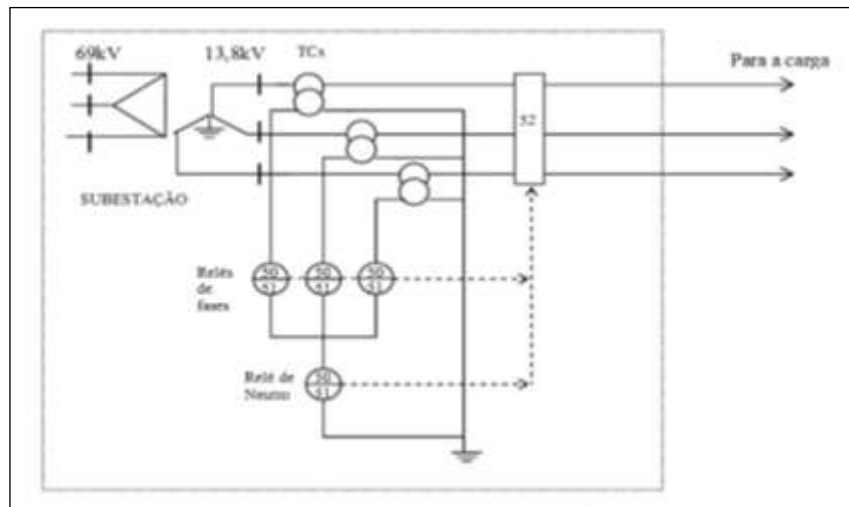 69kV
13,8kV
TCs
Para a carga
52
SUBESTAÇÃO
Relés
de
fases
50
51
50
51
50
51
Relé de
Neutro
50
51